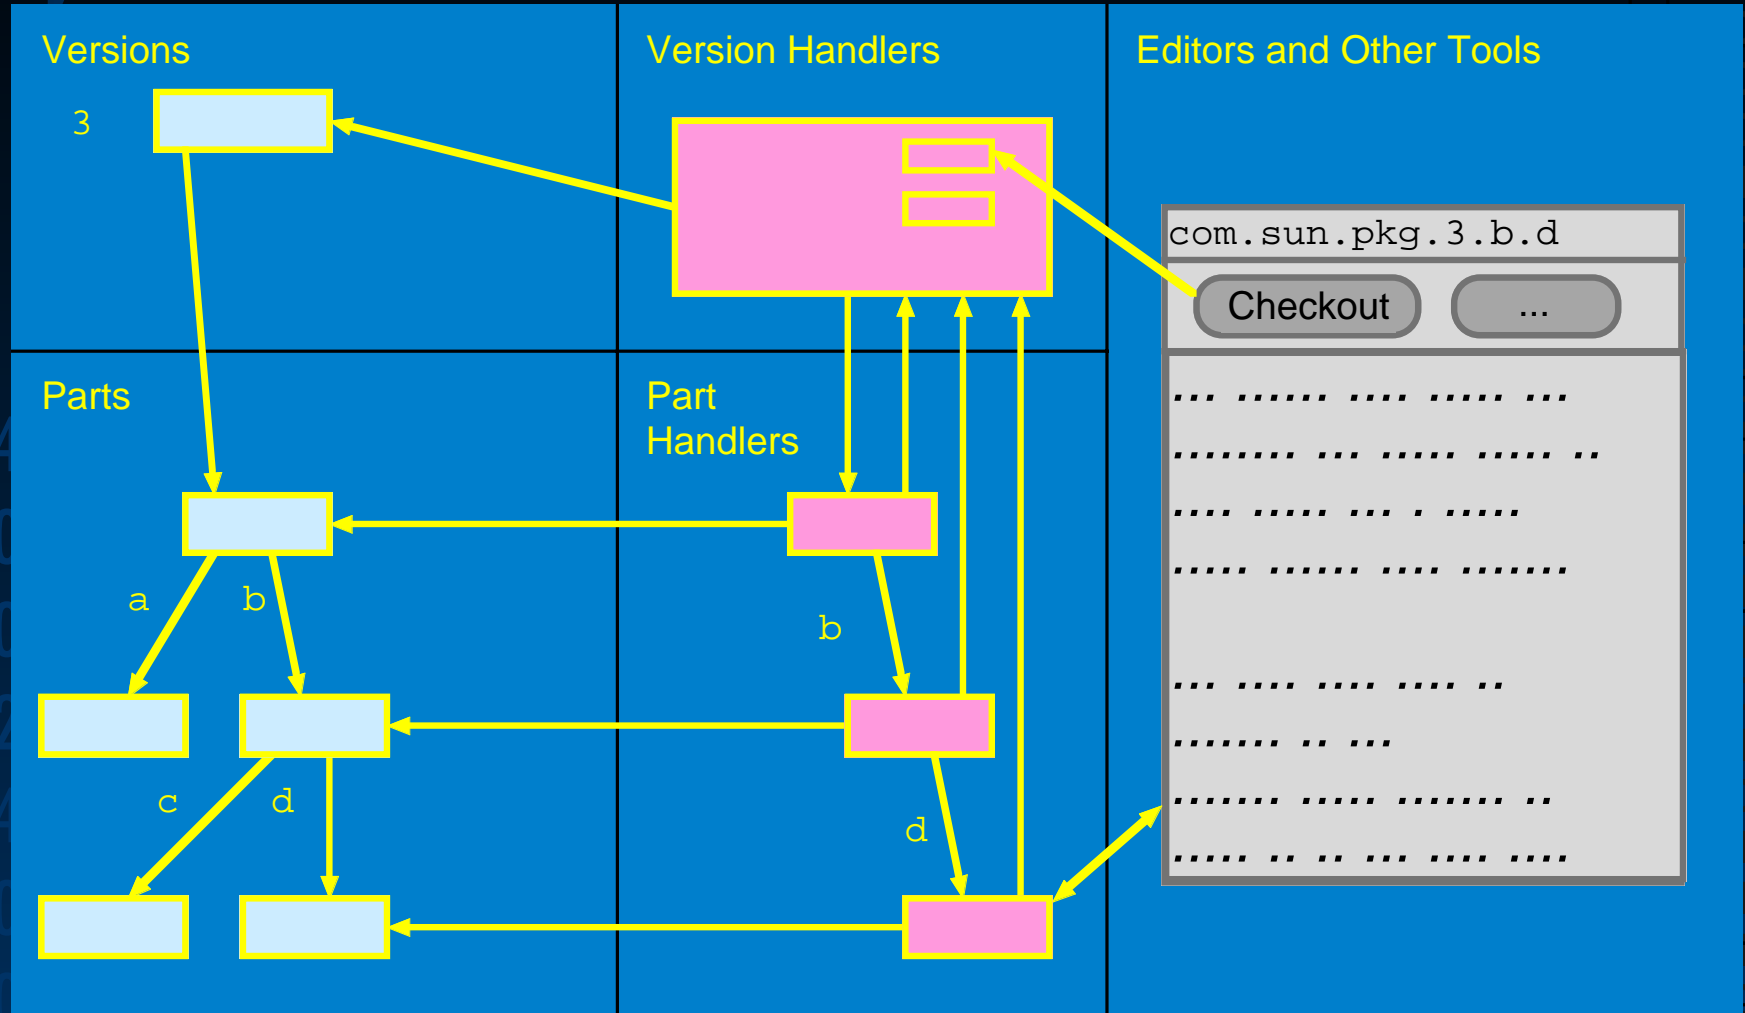 Versions
Version Handlers
Editors and Other Tools
3
com.sun.pkg.3.b.d
Checkout
...
Parts
Part
Handlers
... ...... .... ..... ...
........ ... ..... ..... ..
.... ..... ... . .....
..... ...... .... .......
a
b
b
... .... .... .... ..
....... .. ...
c
d
d
....... ..... ....... ..
..... .. .. ... .... ....